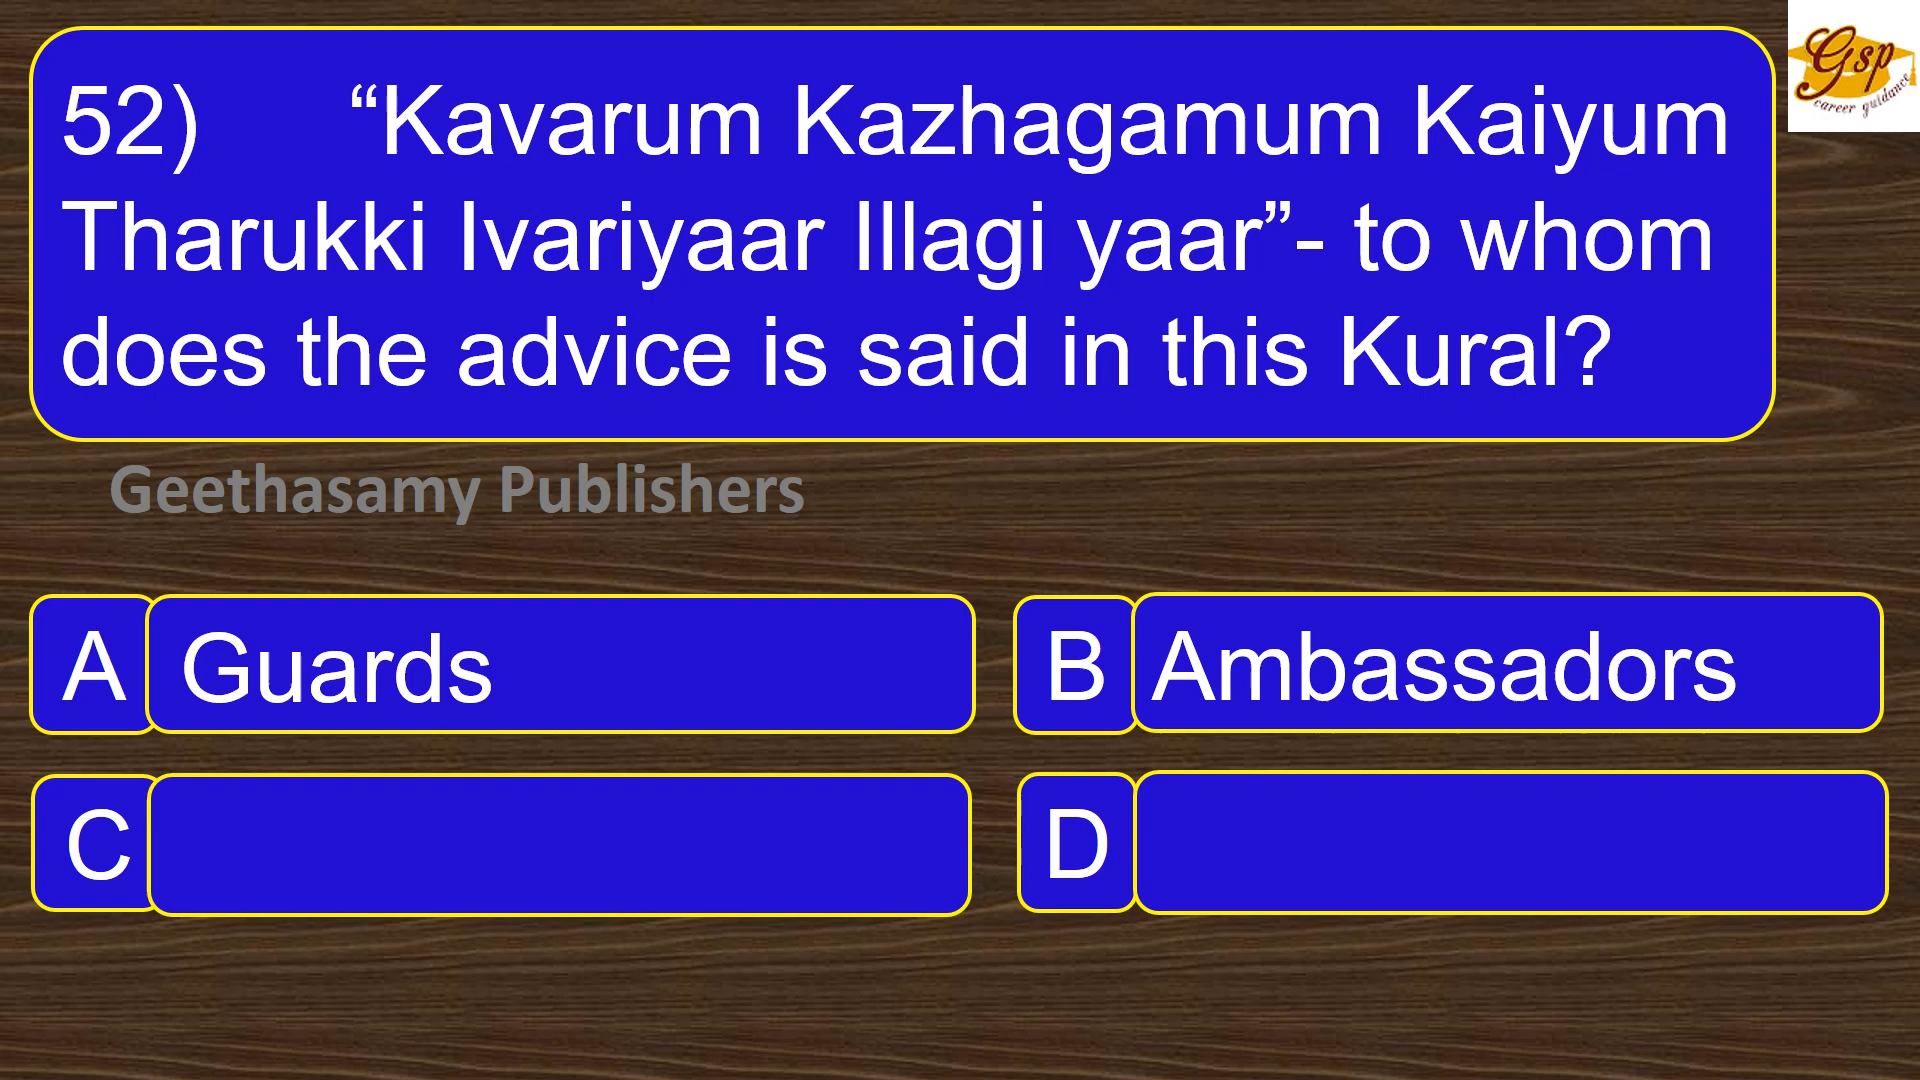 Gsp
career guidance
52) “Kavarum Kazhagamum Kaiyum
Tharukki Ivariyaar Illagi yaar”- to whom
does the advice is said in this Kural?
Geethasamy Publishers
A Guards
B Ambassadors
C
D